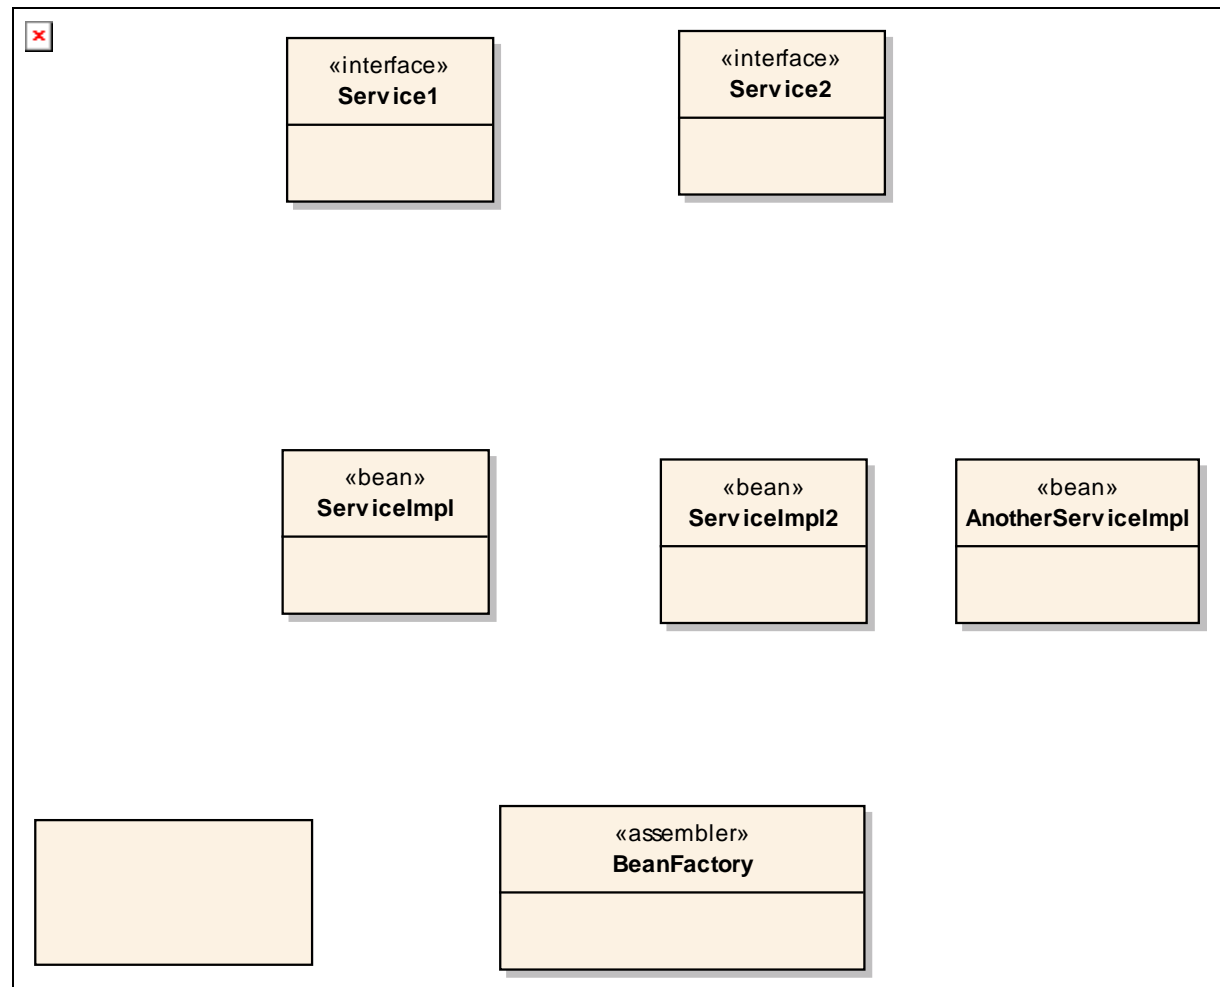 «interface»
Service1
«interface»
Service2
«bean»
ServiceImpl
«bean»
ServiceImpl2
«bean»
AnotherServiceImpl
«assembler»
BeanFactory